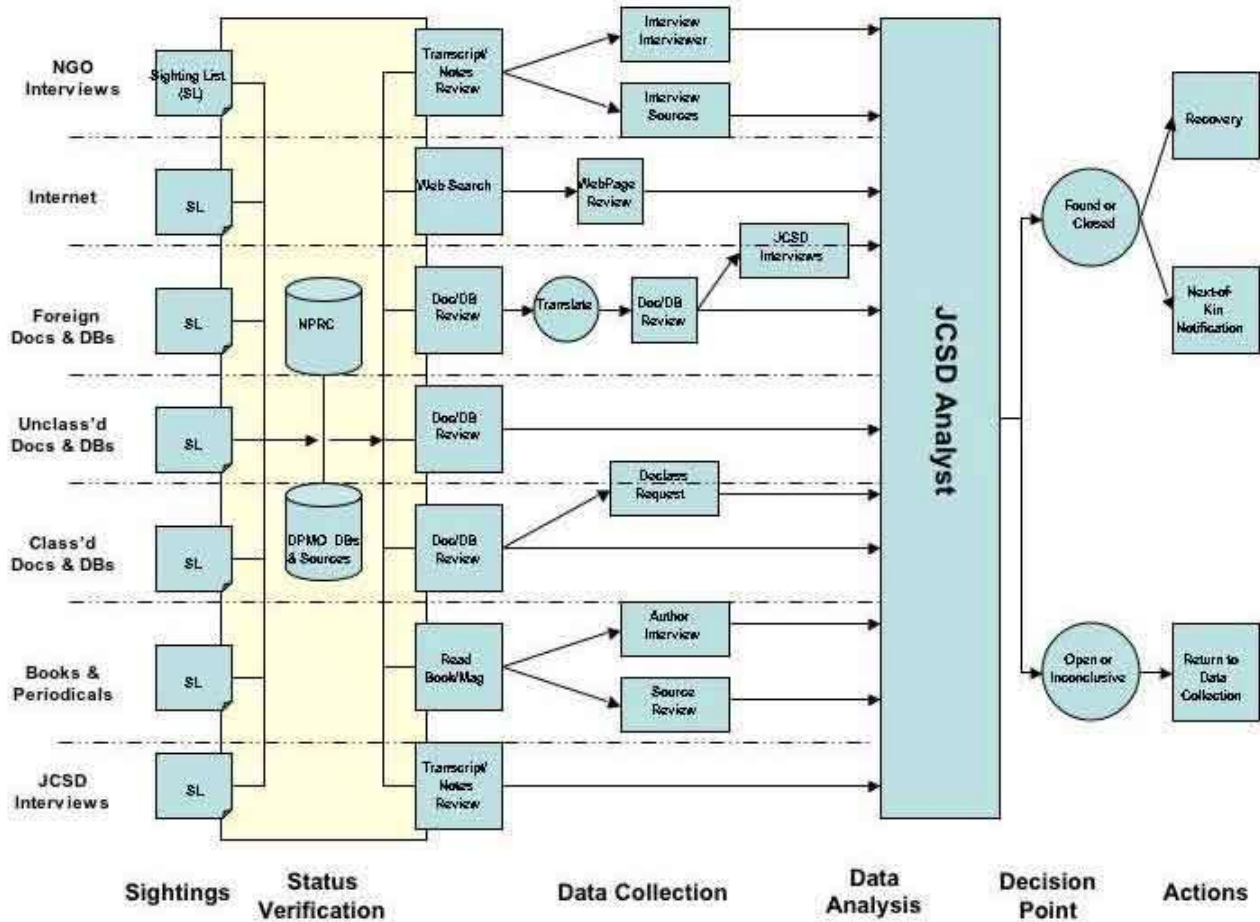 NGO
Interviews
Sighting List
(SL)
Transcript/
Notes
Review
Interview
Interviewer
Interview
Sources
Internet
SL
Web Search
WebPage
Review
Foreign
Docs & DBs
SL
NPRC
Doc/DB
Review
Translate
Doc/DB
Review
JCSD
Interviews
Unclass'd
Docs & DBs
SL
Doc/DB
Review
Class'd
Docs & DBs
SL
DPMO DBs
& Sources
Doc/DB
Review
Declass
Request
Books &
Periodicals
SL
Read
Book/Mag
Author
Interview
Source
Review
JCSD
Interviews
SL
Transcript/
Notes
Review
JCSD Analyst
Found or
Closed
Recovery
Next-of-
Kin
Notification
Open or
Inconclusive
Return to
Data
Collection
Sightings
Status
Verification
Data Collection
Data
Analysis
Decision
Point
Actions